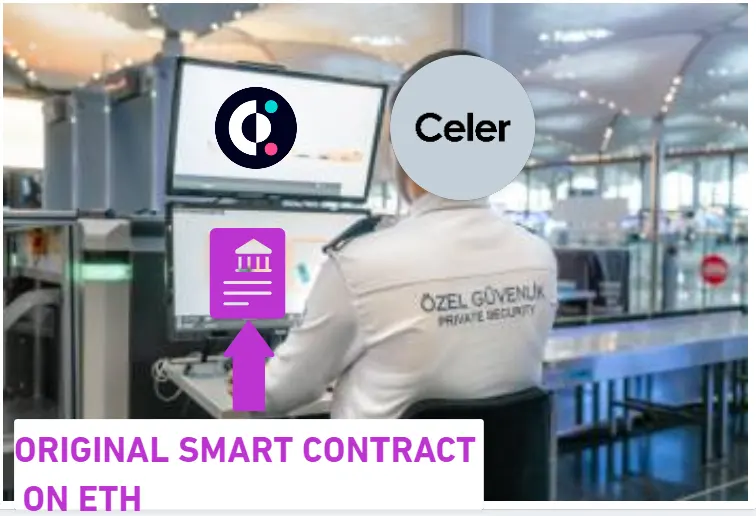 Celer
ÖZEL GÜVENLİK
PRIVATE SECURITY
ORIGINAL SMART CONTRACT
ON ETH